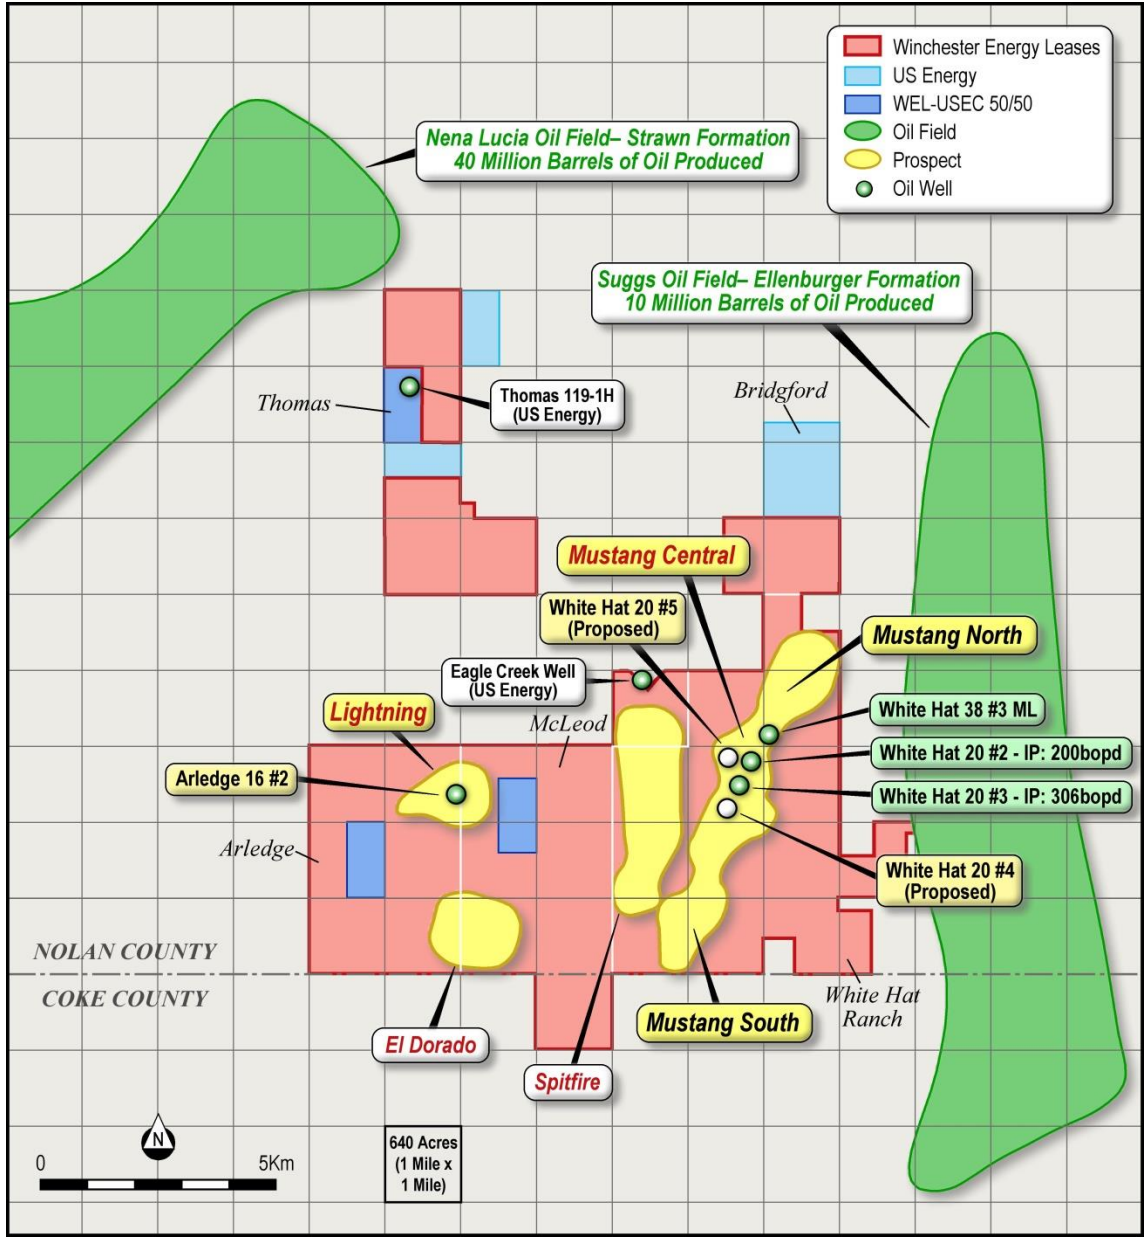 Winchester Energy Leases
US Energy
WEL-USEC 50/50
Oil Field
Prospect
Oil Well
Nena Lucia Oil Field– Strawn Formation
40 Million Barrels of Oil Produced
Suggs Oil Field– Ellenburger Formation
10 Million Barrels of Oil Produced
Thomas
Thomas 119-1H
(US Energy)
Bridgford
Mustang Central
White Hat 20 #5
(Proposed)
Mustang North
Eagle Creek Well
(US Energy)
Lightning
McLeod
White Hat 38 #3 ML
White Hat 20 #2 - IP: 200bopd
Arledge 16 #2
White Hat 20 #3 - IP: 306bopd
Arledge
White Hat 20 #4
(Proposed)
NOLAN COUNTY
COKE COUNTY
White Hat
Ranch
Mustang South
El Dorado
Spitfire
N
640 Acres
(1 Mile x
1 Mile)
0
5Km